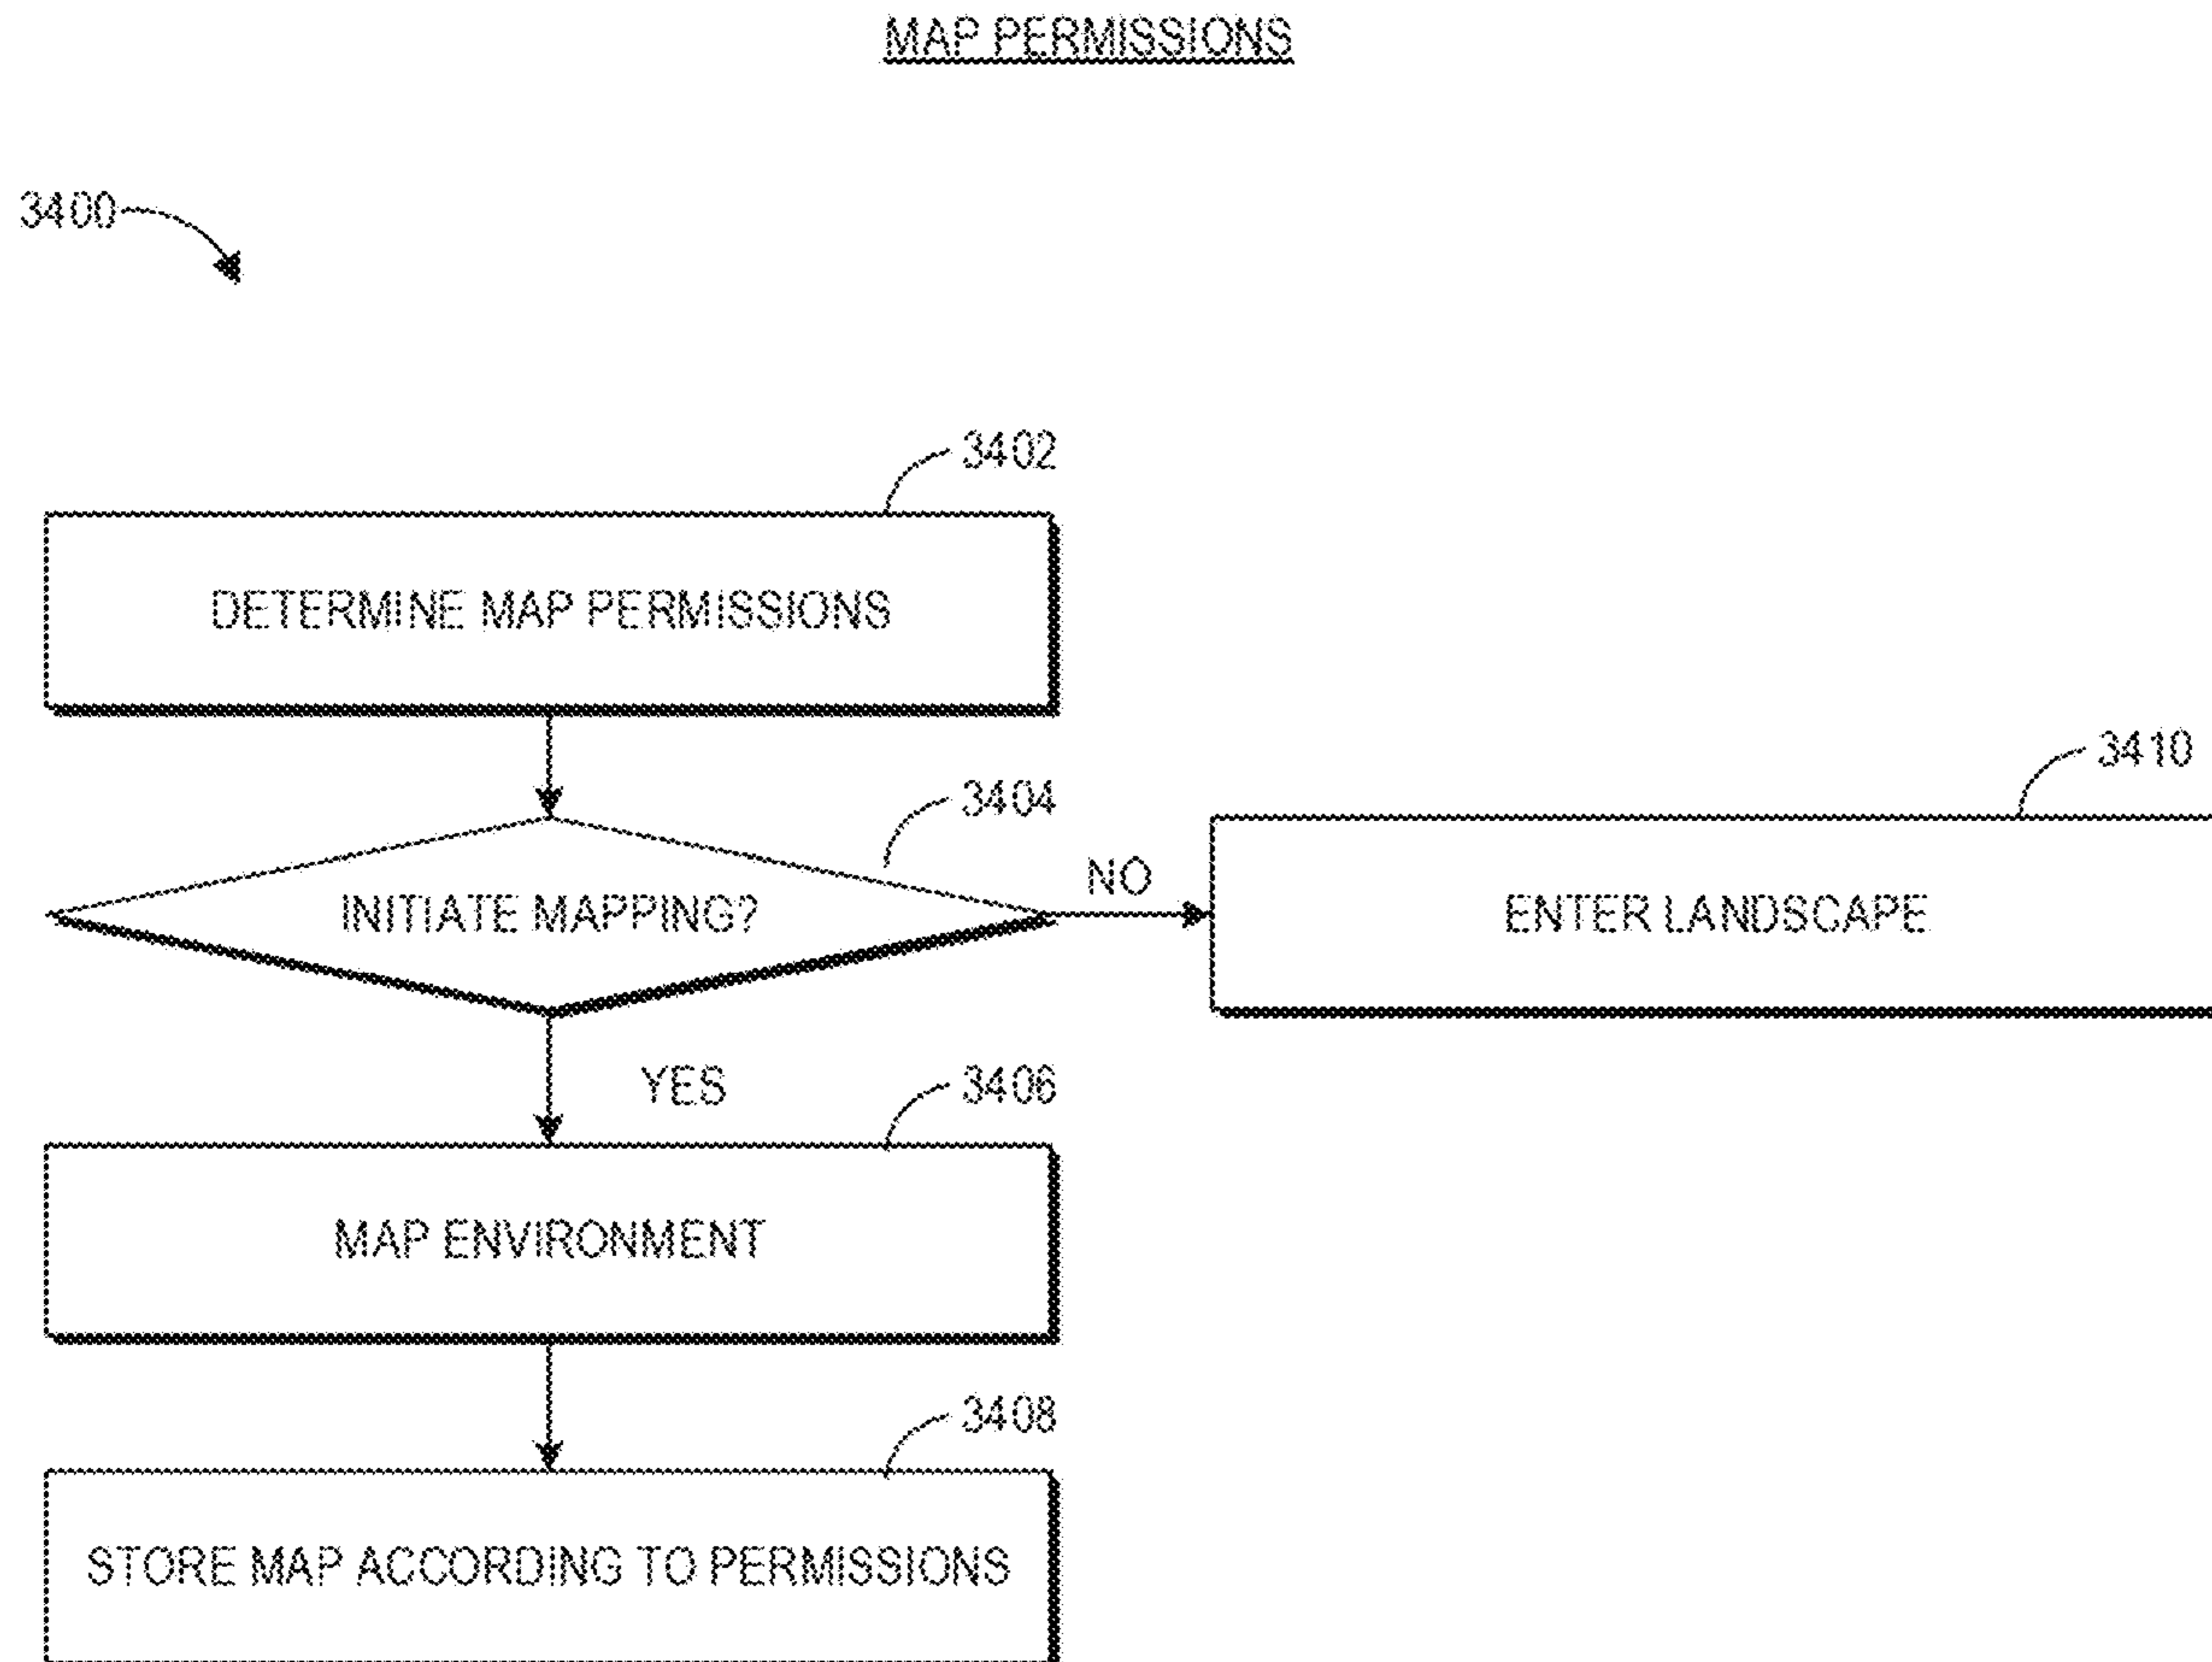 MAP PERMISSIONS
3400
3402
DETERMINE MAP PERMISSIONS
3404
INITIATE MAPPING?
NO
3410
ENTER LANDSCAPE
YES
3406
MAP ENVIRONMENT
3408
STORE MAP ACCORDING TO PERMISSIONS